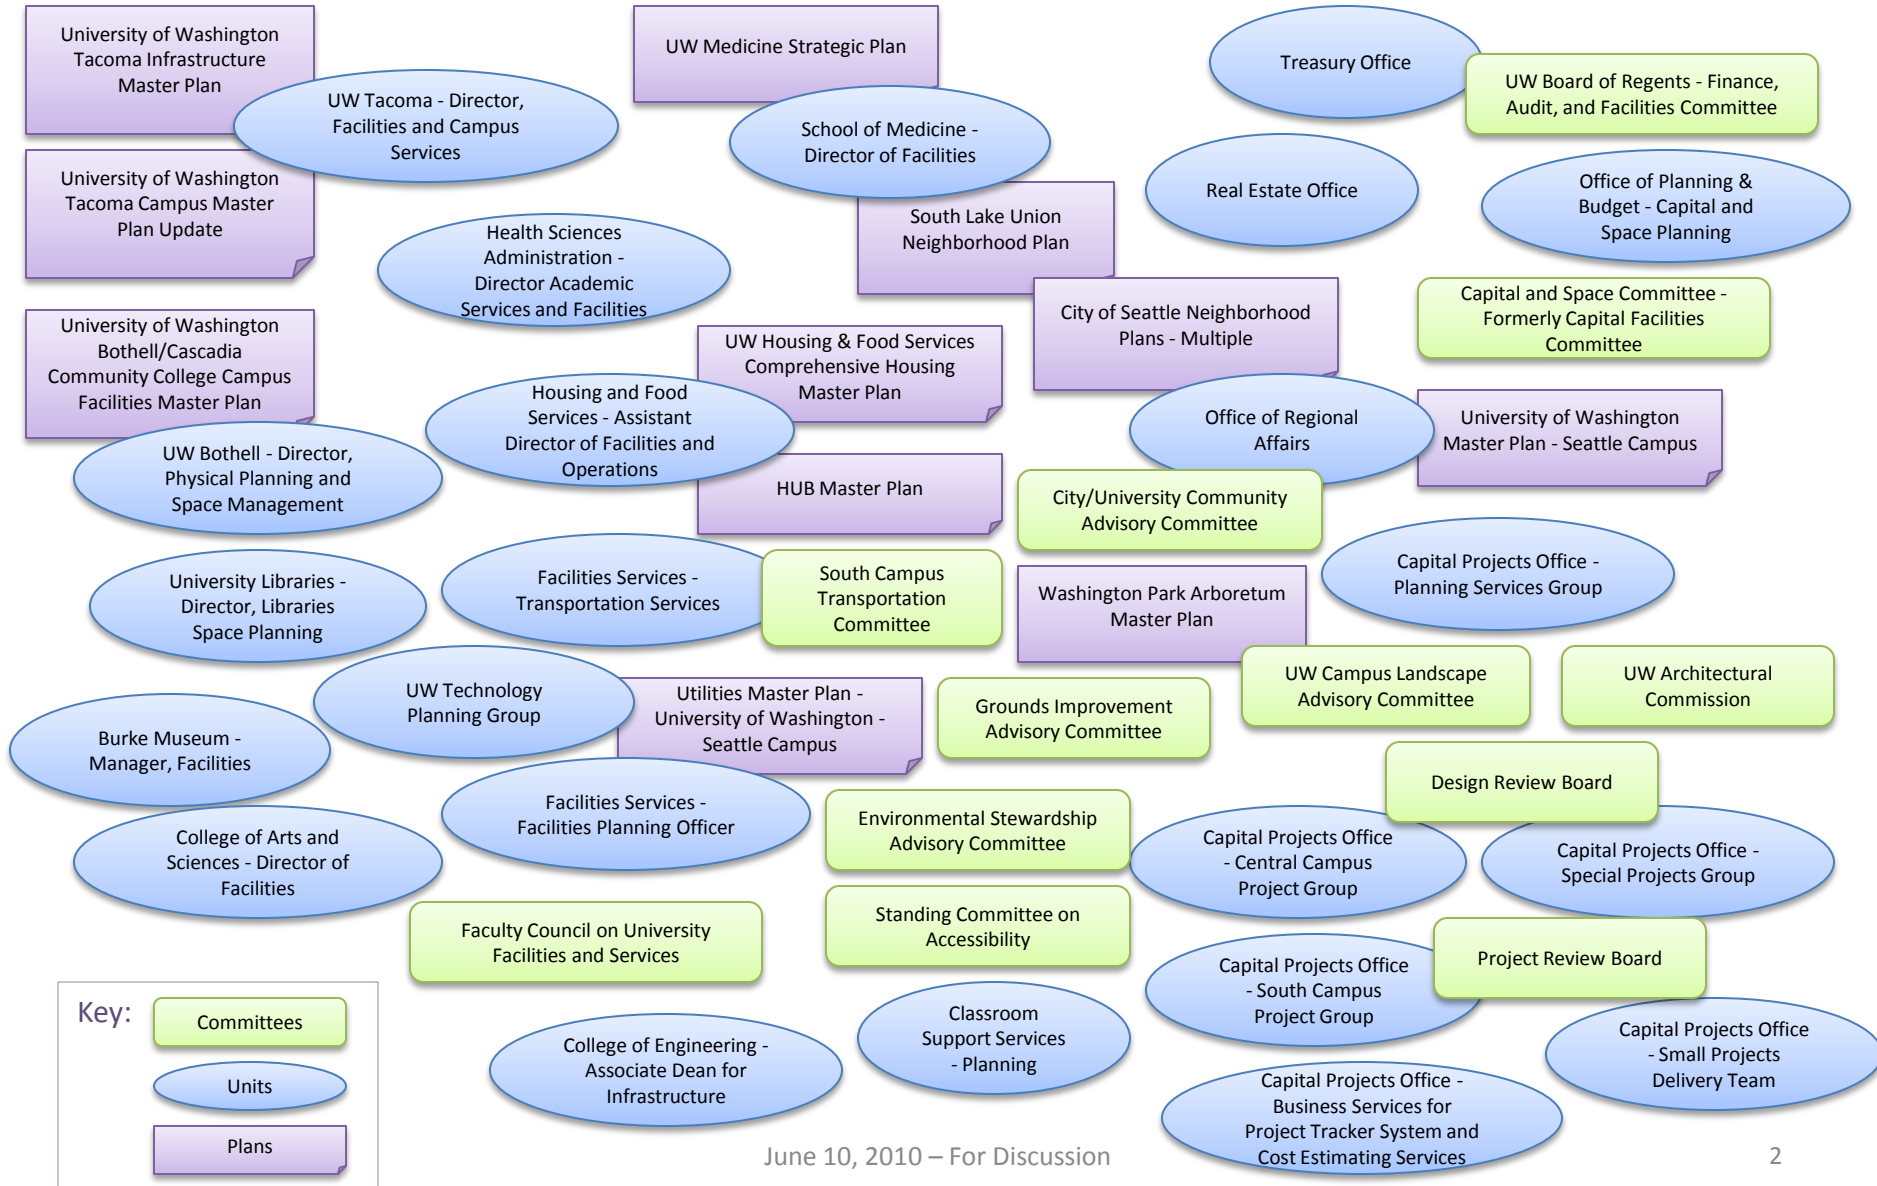 University of Washington
Tacoma Infrastructure
Master Plan
UW Tacoma - Director,
Facilities and Campus
Services
University of Washington
Tacoma Campus Master
Plan Update
UW Medicine Strategic Plan
School of Medicine -
Director of Facilities
South Lake Union
Neighborhood Plan
Treasury Office
UW Board of Regents - Finance,
Audit, and Facilities Committee
Real Estate Office
Office of Planning &
Budget - Capital and
Space Planning
Health Sciences
Administration -
Director Academic
Services and Facilities
City of Seattle Neighborhood
Plans - Multiple
Capital and Space Committee -
Formerly Capital Facilities
Committee
University of Washington
Bothell/Cascadia
Community College Campus
Facilities Master Plan
UW Housing & Food Services
Comprehensive Housing
Master Plan
Housing and Food
Services - Assistant
Director of Facilities and
Operations
Office of Regional
Affairs
University of Washington
Master Plan - Seattle Campus
UW Bothell - Director,
Physical Planning and
Space Management
HUB Master Plan
City/University Community
Advisory Committee
University Libraries -
Director, Libraries
Space Planning
Facilities Services -
Transportation Services
South Campus
Transportation
Committee
Washington Park Arboretum
Master Plan
Capital Projects Office -
Planning Services Group
UW Technology
Planning Group
Utilities Master Plan -
University of Washington -
Seattle Campus
Grounds Improvement
Advisory Committee
UW Campus Landscape
Advisory Committee
UW Architectural
Commission
Burke Museum -
Manager, Facilities
Facilities Services -
Facilities Planning Officer
Design Review Board
College of Arts and
Sciences - Director of
Facilities
Environmental Stewardship
Advisory Committee
Capital Projects Office
- Central Campus
Project Group
Capital Projects Office -
Special Projects Group
Faculty Council on University
Facilities and Services
Standing Committee on
Accessibility
Capital Projects Office
- South Campus
Project Group
Project Review Board
Key:
Committees
Units
Plans
College of Engineering -
Associate Dean for
Infrastructure
Classroom
Support Services
- Planning
Capital Projects Office
- Small Projects
Delivery Team
Capital Projects Office -
Business Services for
Project Tracker System and
Cost Estimating Services
June 10, 2010 – For Discussion
2